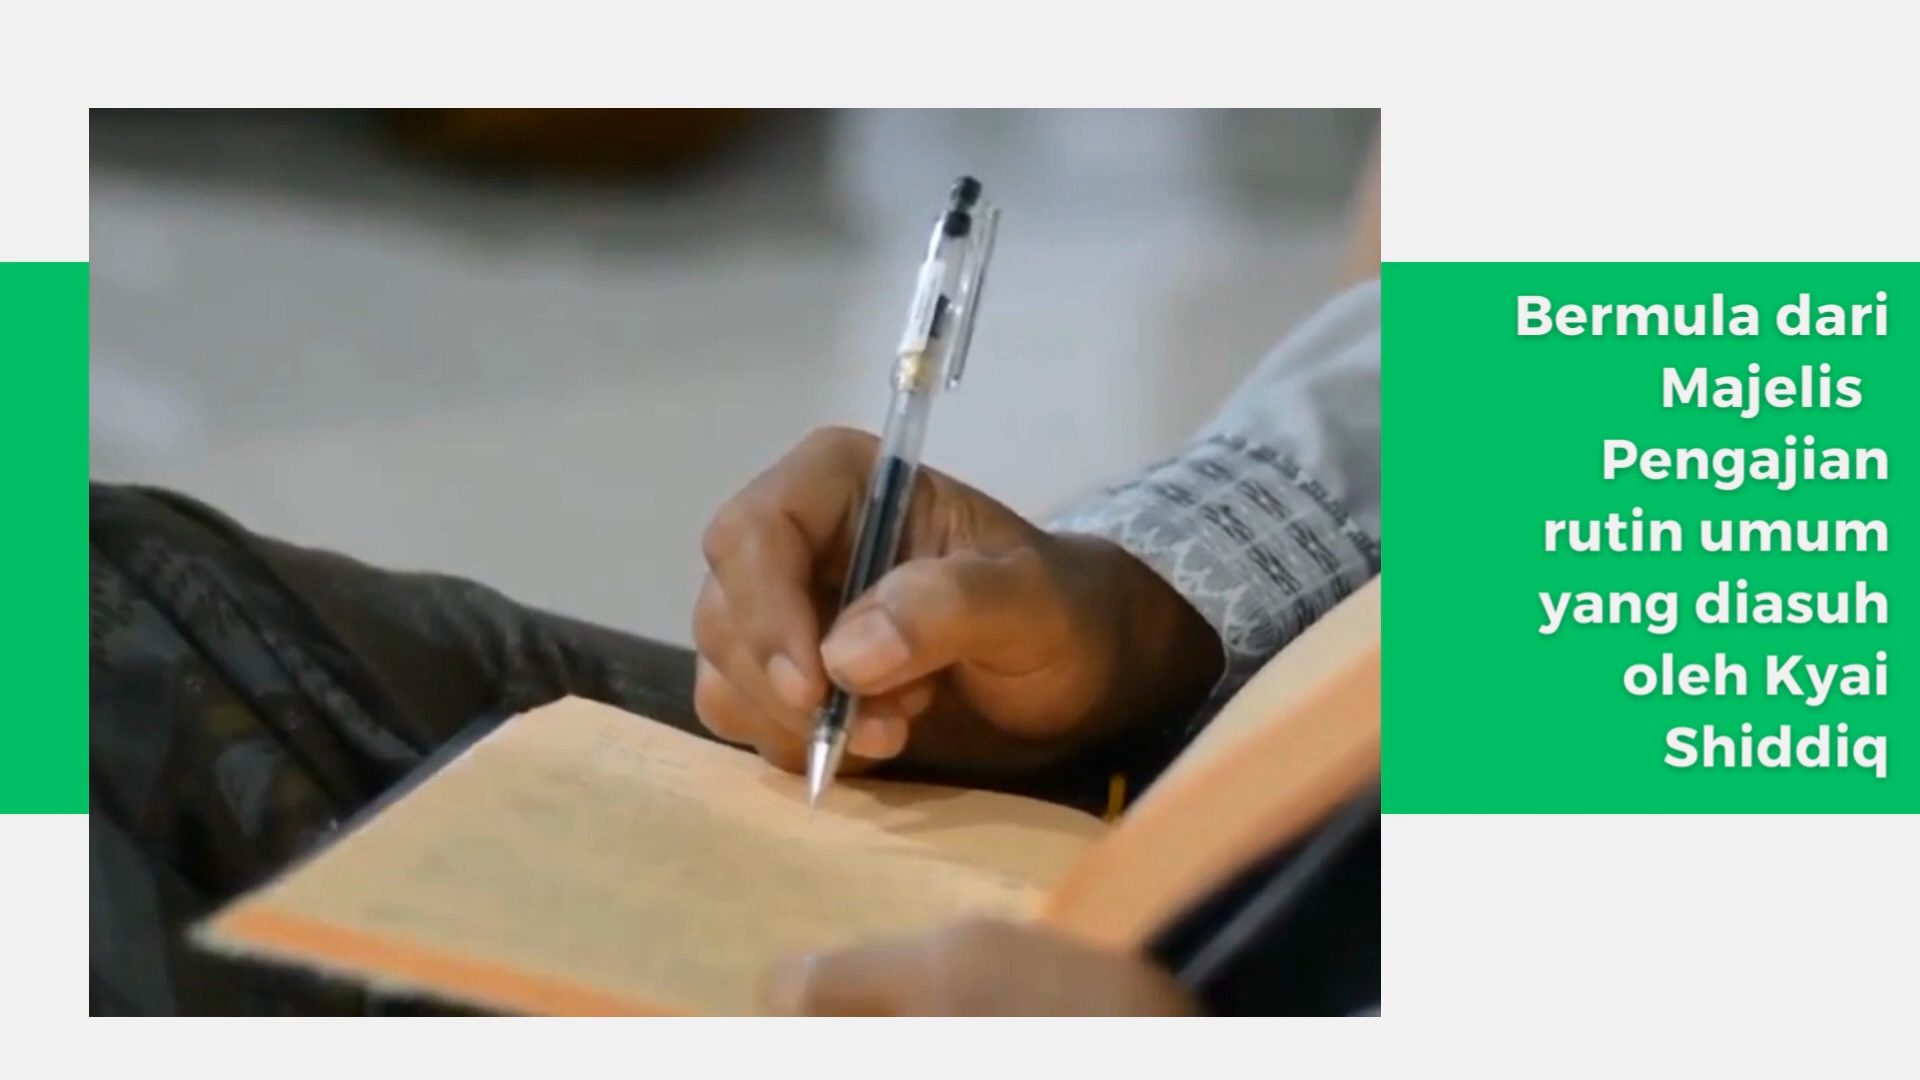 Bermula dari
Majelis
Pengajian
rutin umum
yang diasuh
oleh Kyai
Shiddiq